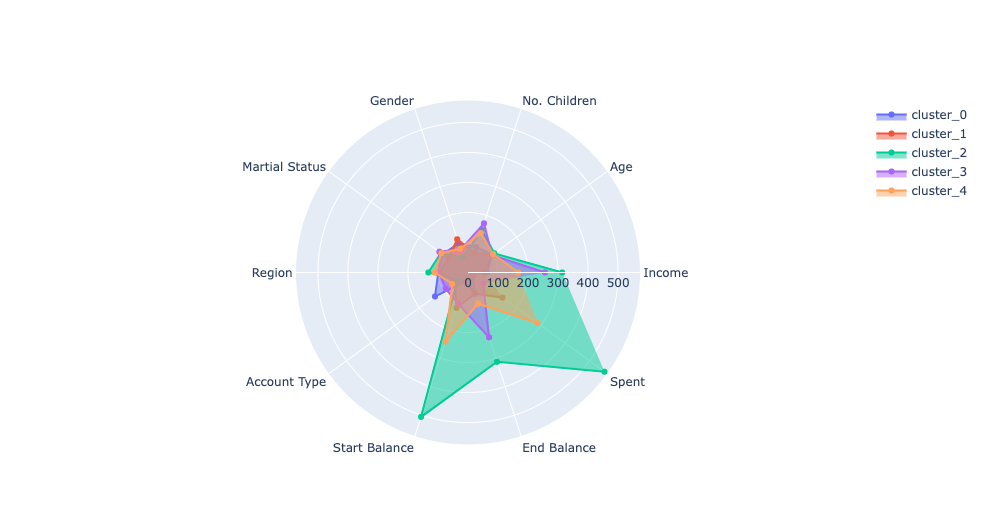 Gender
No. Children
cluster_0
cluster_1
cluster_2
cluster_3
cluster_4
Martial Status
Age
Region
Income
0 100 200 300 400 500
Account Type
Spent
Start Balance
End Balance